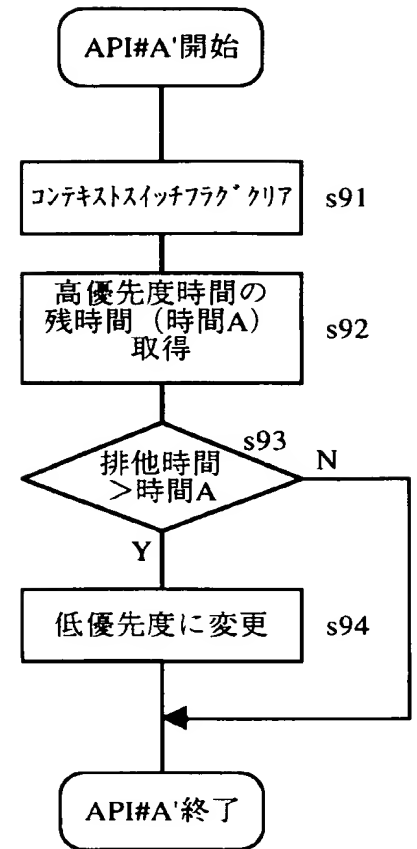 API#A'開始
ｺﾝﾃｷｽﾄｽｲｯﾁﾌﾗｸﾞｸﾘｱ
s91
高優先度時間の
残時間（時間A）
取得
s92
s93
排他時間
＞時間A
N
Y
低優先度に変更
s94
API#A'終了